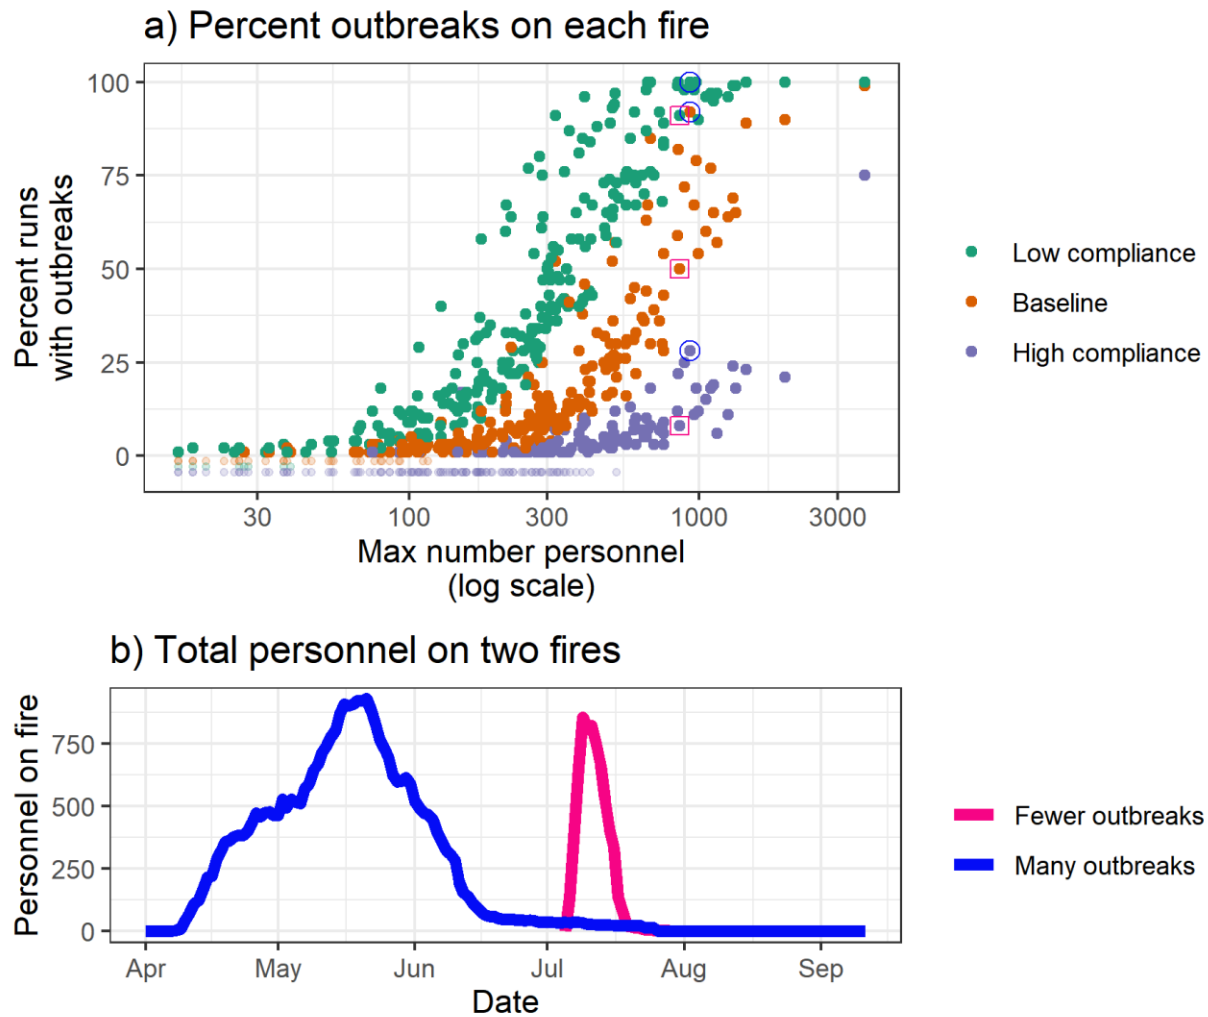 a) Percent outbreaks on each fire
Percent runs
with outbreaks
100
75
50
25
0
30
100
300
1000
3000
Max number personnel
(log scale)
Low compliance
Baseline
High compliance
b) Total personnel on two fires
Personnel on fire
750
500
250
0
Apr
May
Jun
Jul
Aug
Sep
Date
Fewer outbreaks
Many outbreaks